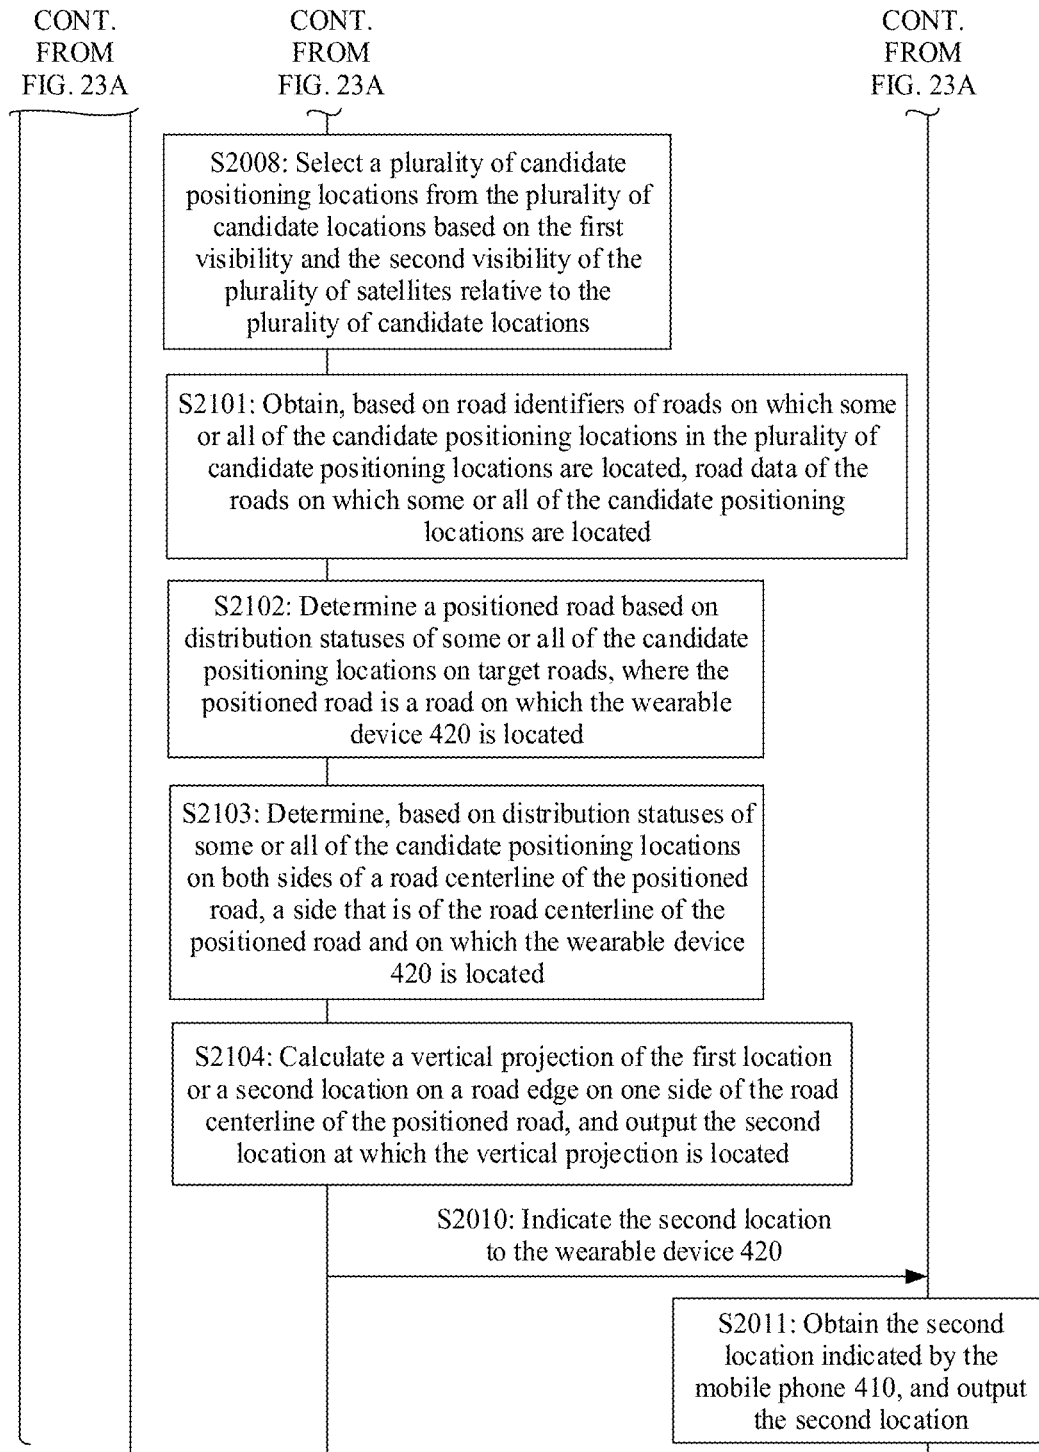 CONT.
FROM
FIG. 23A
CONT.
FROM
FIG. 23A
CONT.
FROM
FIG. 23A
S2008: Select a plurality of candidate
positioning locations from the plurality of
candidate locations based on the first
visibility and the second visibility of the
plurality of satellites relative to the
plurality of candidate locations
S2101: Obtain, based on road identifiers of roads on which some
or all of the candidate positioning locations in the plurality of
candidate positioning locations are located, road data of the
roads on which some or all of the candidate positioning
locations are located
S2102: Determine a positioned road based on
distribution statuses of some or all of the candidate
positioning locations on target roads, where the
positioned road is a road on which the wearable
device 420 is located
S2103: Determine, based on distribution statuses of
some or all of the candidate positioning locations
on both sides of a road centerline of the positioned
road, a side that is of the road centerline of the
positioned road and on which the wearable device
420 is located
S2104: Calculate a vertical projection of the first location
or a second location on a road edge on one side of the road
centerline of the positioned road, and output the second
location at which the vertical projection is located
S2010: Indicate the second location
to the wearable device 420
S2011: Obtain the second
location indicated by the
mobile phone 410, and output
the second location